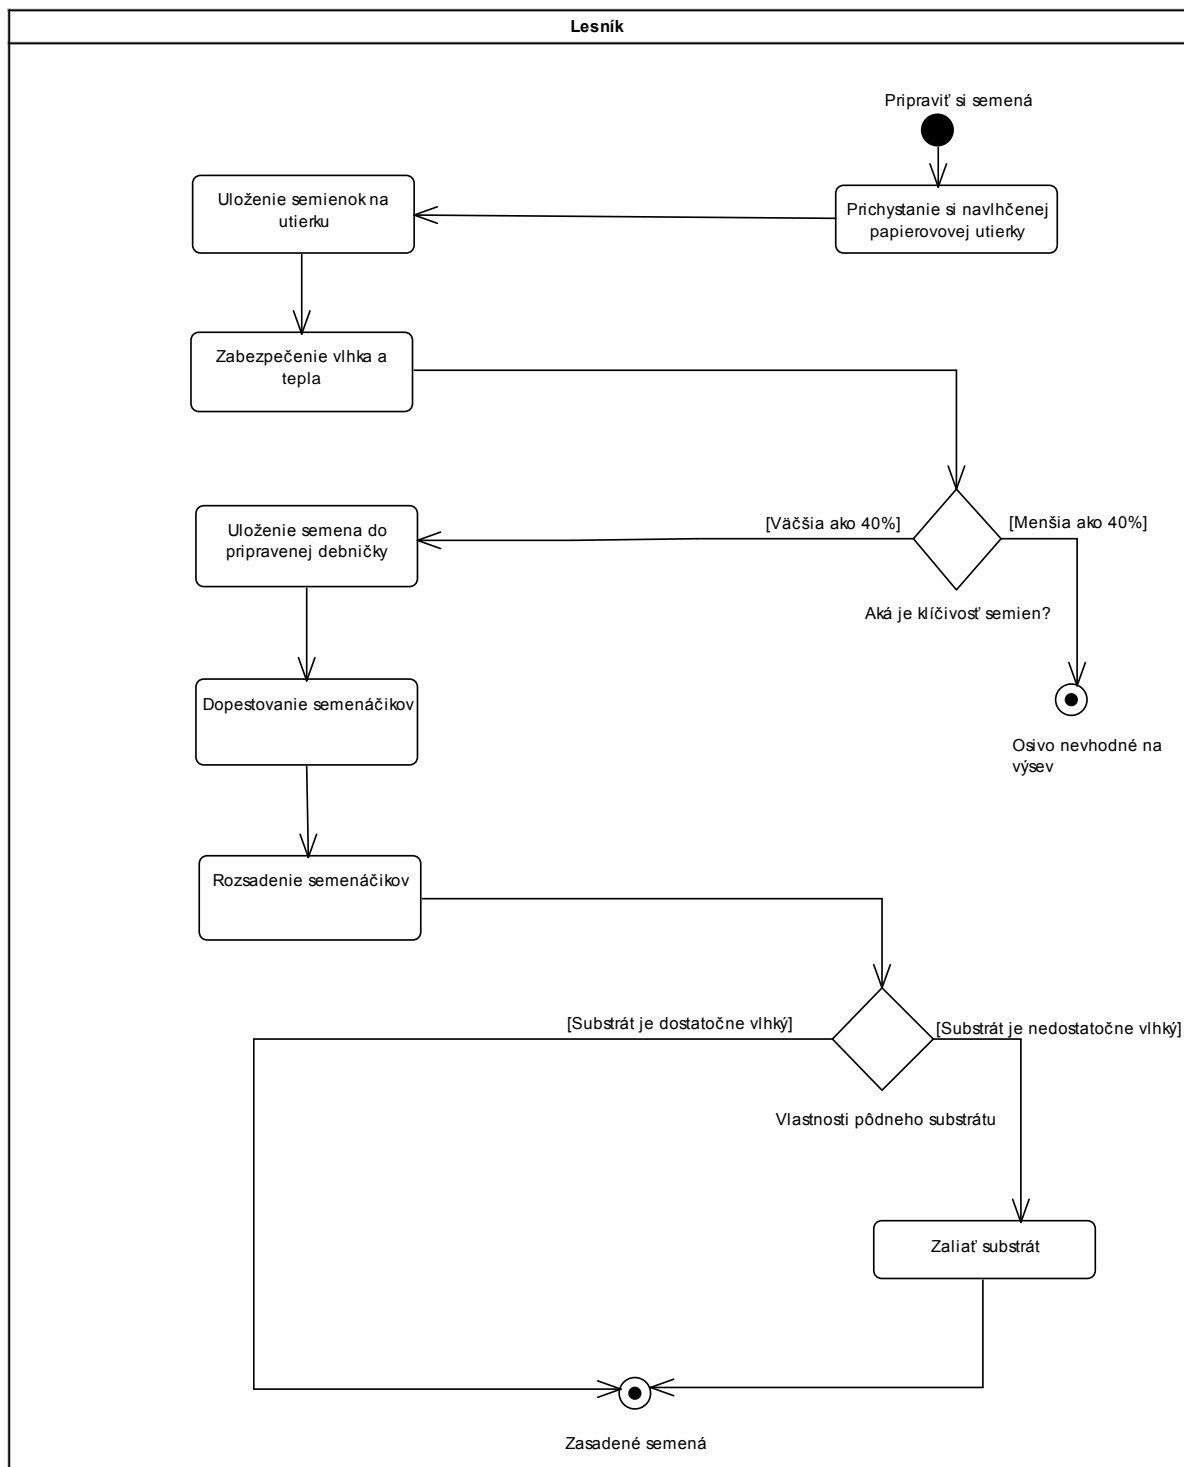 Lesník
Pripraviť si semená
Prichystanie si navlhčenej
papierovovej utierky
Uloženie semienok na
utierku
Zabezpečenie vlhka a
tepla
[Väčšia ako 40%]
[Menšia ako 40%]
Aká je klíčivosť semien?
Uloženie semena do
pripravenej debničky
Osivo nevhodné na
výsev
Dopestovanie semenáčikov
Rozsadenie semenáčikov
[Substrát je dostatočne vlhký]
[Substrát je nedostatočne vlhký]
Vlastnosti pôdneho substrátu
Zaliať substrát
Zasadené semená